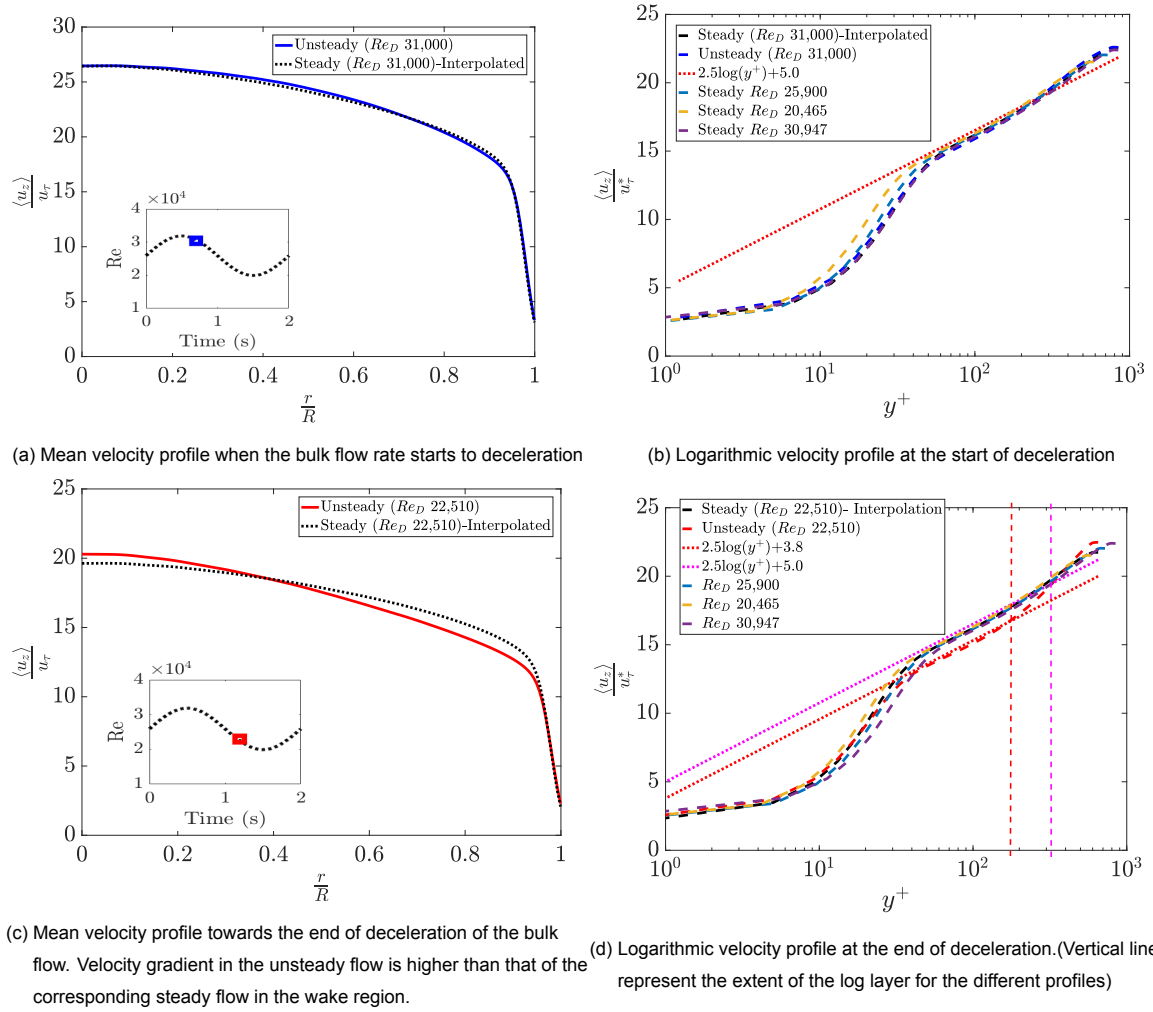 30
25
20
15
10
5
0
0
0.2
0.4
0.6
0.8
1
⟨u_z⟩/u_τ
r/R
Unsteady (Re_D 31,000)
Steady (Re_D 31,000)-Interpolated
×10^4
4
3
2
1
Re
0
1
2
Time (s)
(a) Mean velocity profile when the bulk flow rate starts to deceleration
25
20
15
10
5
0
10^0
10^1
10^2
10^3
⟨u_z⟩/u_τ^*
y^+
Steady (Re_D 31,000)-Interpolated
Unsteady (Re_D 31,000)
2.5log(y^+)+5.0
Steady Re_D 25,900
Steady Re_D 20,465
Steady Re_D 30,947
(b) Logarithmic velocity profile at the start of deceleration
25
20
15
10
5
0
0
0.2
0.4
0.6
0.8
1
⟨u_z⟩/u_τ
r/R
Unsteady (Re_D 22,510)
Steady (Re_D 22,510)-Interpolated
×10^4
4
3
2
1
Re
0
1
2
Time (s)
(c) Mean velocity profile towards the end of deceleration of the bulk
flow. Velocity gradient in the unsteady flow is higher than that of the
corresponding steady flow in the wake region.
25
20
15
10
5
0
10^0
10^1
10^2
10^3
⟨u_z⟩/u_τ^*
y^+
Steady (Re_D 22,510)- Interpolation
Unsteady (Re_D 22,510)
2.5log(y^+)+3.8
2.5log(y^+)+5.0
Re_D 25,900
Re_D 20,465
Re_D 30,947
(d) Logarithmic velocity profile at the end of deceleration.(Vertical line
represent the extent of the log layer for the different profiles)